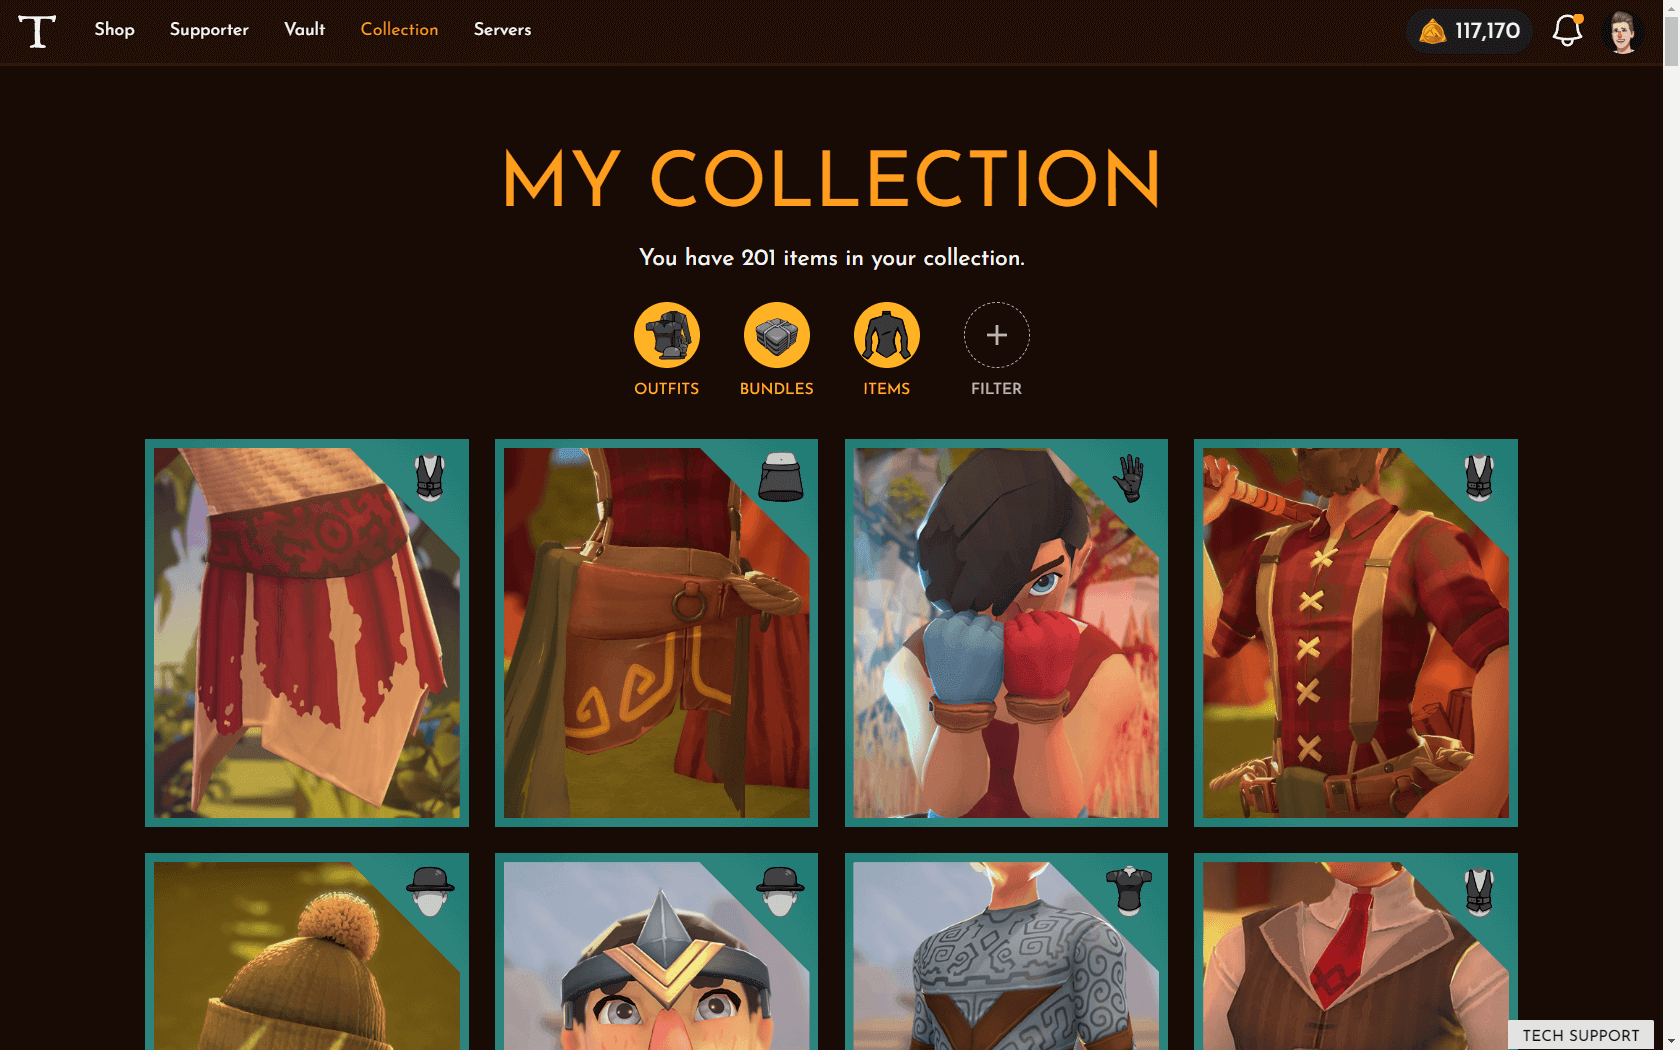 T Shop Supporter Vault Collection Servers 117,170
MY COLLECTION
You have 201 items in your collection.
OUTFITS BUNDLES ITEMS FILTER
TECH SUPPORT